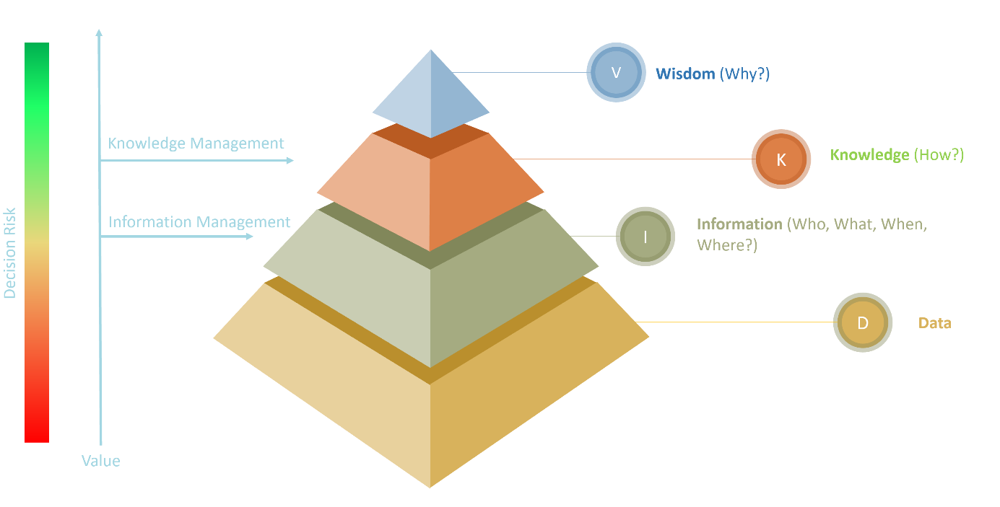 V
Wisdom (Why?)
Knowledge Management
K
Knowledge (How?)
Information Management
I
Information (Who, What, When,
Where?)
Decision Risk
D
Data
Value